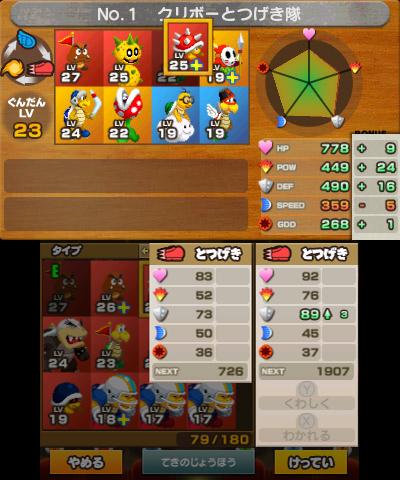 No.1 クリボーとつげき隊
LV 27 LV 25 LV 25+
ぐんだん
LV
23
LV 24 LV 22 LV 19 LV 19
HP 778 + 9
POW 449 + 24
DEF 490 + 16
SPEED 359 - 5
GOD 268 + 1
タイプ
E
LV 27 LV 26+
LV 24 LV 23
LV 19 LV 18+ LV 17 LV 17
79/180
とつげき
83
52
73
50
36
NEXT 726
とつげき
92
76
89 3
45
37
NEXT 1907
Y
くわしく
X
わかれる
やめる
てきのじょうほう
けってい